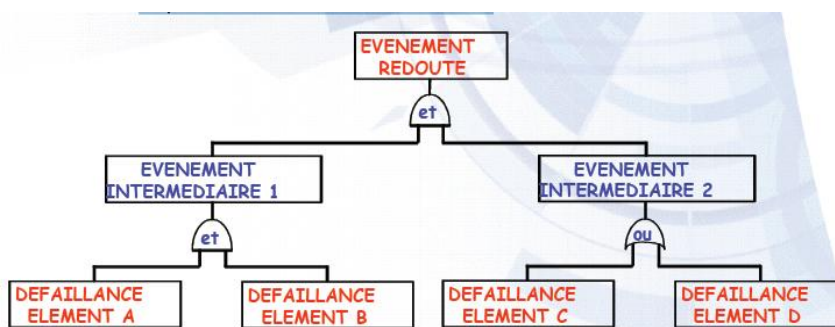 EVENEMENT
REDOUTE
et
EVENEMENT
INTERMEDIAIRE 1
EVENEMENT
INTERMEDIAIRE 2
et
ou
DEFAILLANCE
ELEMENT A
DEFAILLANCE
ELEMENT B
DEFAILLANCE
ELEMENT C
DEFAILLANCE
ELEMENT D